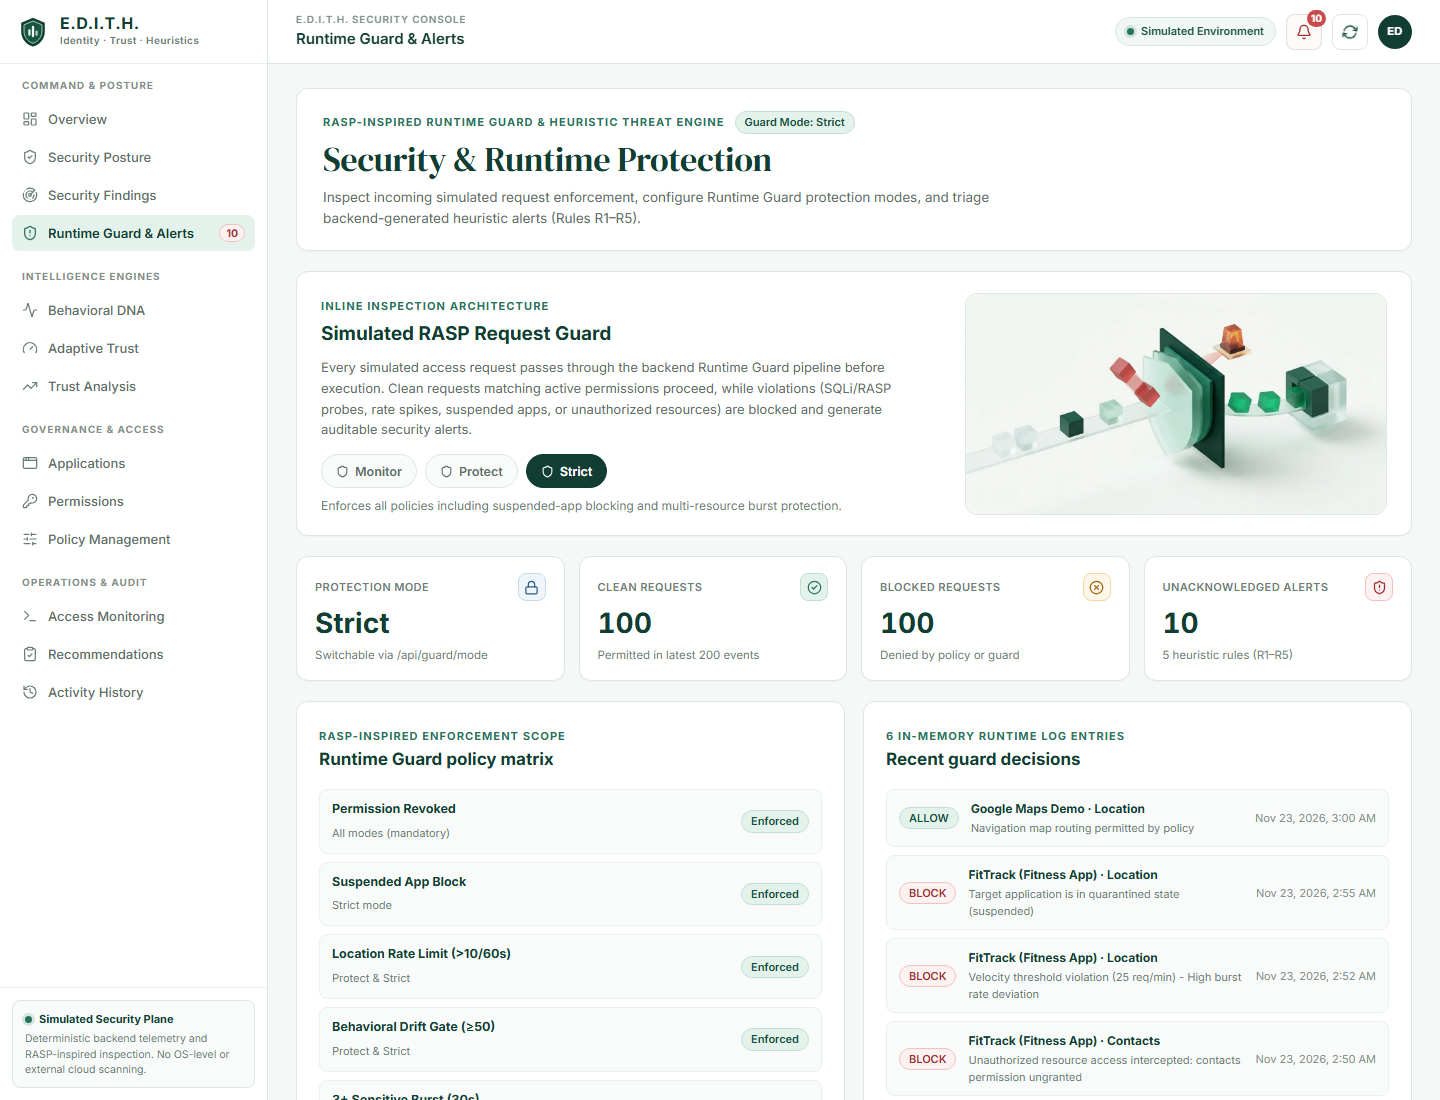 E.D.I.T.H.
Identity · Trust · Heuristics
COMMAND & POSTURE
Overview
Security Posture
Security Findings
Runtime Guard & Alerts
10
INTELLIGENCE ENGINES
Behavioral DNA
Adaptive Trust
Trust Analysis
GOVERNANCE & ACCESS
Applications
Permissions
Policy Management
OPERATIONS & AUDIT
Access Monitoring
Recommendations
Activity History
Simulated Security Plane
Deterministic backend telemetry and
RASP-inspired inspection. No OS-level or
external cloud scanning.
E.D.I.T.H. SECURITY CONSOLE
Runtime Guard & Alerts
Simulated Environment
10
ED
RASP-INSPIRED RUNTIME GUARD & HEURISTIC THREAT ENGINE
Guard Mode: Strict
Security & Runtime Protection
Inspect incoming simulated request enforcement, configure Runtime Guard protection modes, and triage
backend-generated heuristic alerts (Rules R1–R5).
INLINE INSPECTION ARCHITECTURE
Simulated RASP Request Guard
Every simulated access request passes through the backend Runtime Guard pipeline before
execution. Clean requests matching active permissions proceed, while violations (SQLi/RASP
probes, rate spikes, suspended apps, or unauthorized resources) are blocked and generate
auditable security alerts.
Monitor
Protect
Strict
Enforces all policies including suspended-app blocking and multi-resource burst protection.
PROTECTION MODE
Strict
Switchable via /api/guard/mode
CLEAN REQUESTS
100
Permitted in latest 200 events
BLOCKED REQUESTS
100
Denied by policy or guard
UNACKNOWLEDGED ALERTS
10
5 heuristic rules (R1–R5)
RASP-INSPIRED ENFORCEMENT SCOPE
Runtime Guard policy matrix
Permission Revoked
All modes (mandatory)
Enforced
Suspended App Block
Strict mode
Enforced
Location Rate Limit (>10/60s)
Protect & Strict
Enforced
Behavioral Drift Gate (≥50)
Protect & Strict
Enforced
3+ Sensitive Burst (30s)
6 IN-MEMORY RUNTIME LOG ENTRIES
Recent guard decisions
ALLOW
Google Maps Demo · Location
Navigation map routing permitted by policy
Nov 23, 2026, 3:00 AM
BLOCK
FitTrack (Fitness App) · Location
Target application is in quarantined state
(suspended)
Nov 23, 2026, 2:55 AM
BLOCK
FitTrack (Fitness App) · Location
Velocity threshold violation (25 req/min) - High burst
rate deviation
Nov 23, 2026, 2:52 AM
BLOCK
FitTrack (Fitness App) · Contacts
Unauthorized resource access intercepted: contacts
permission ungranted
Nov 23, 2026, 2:50 AM